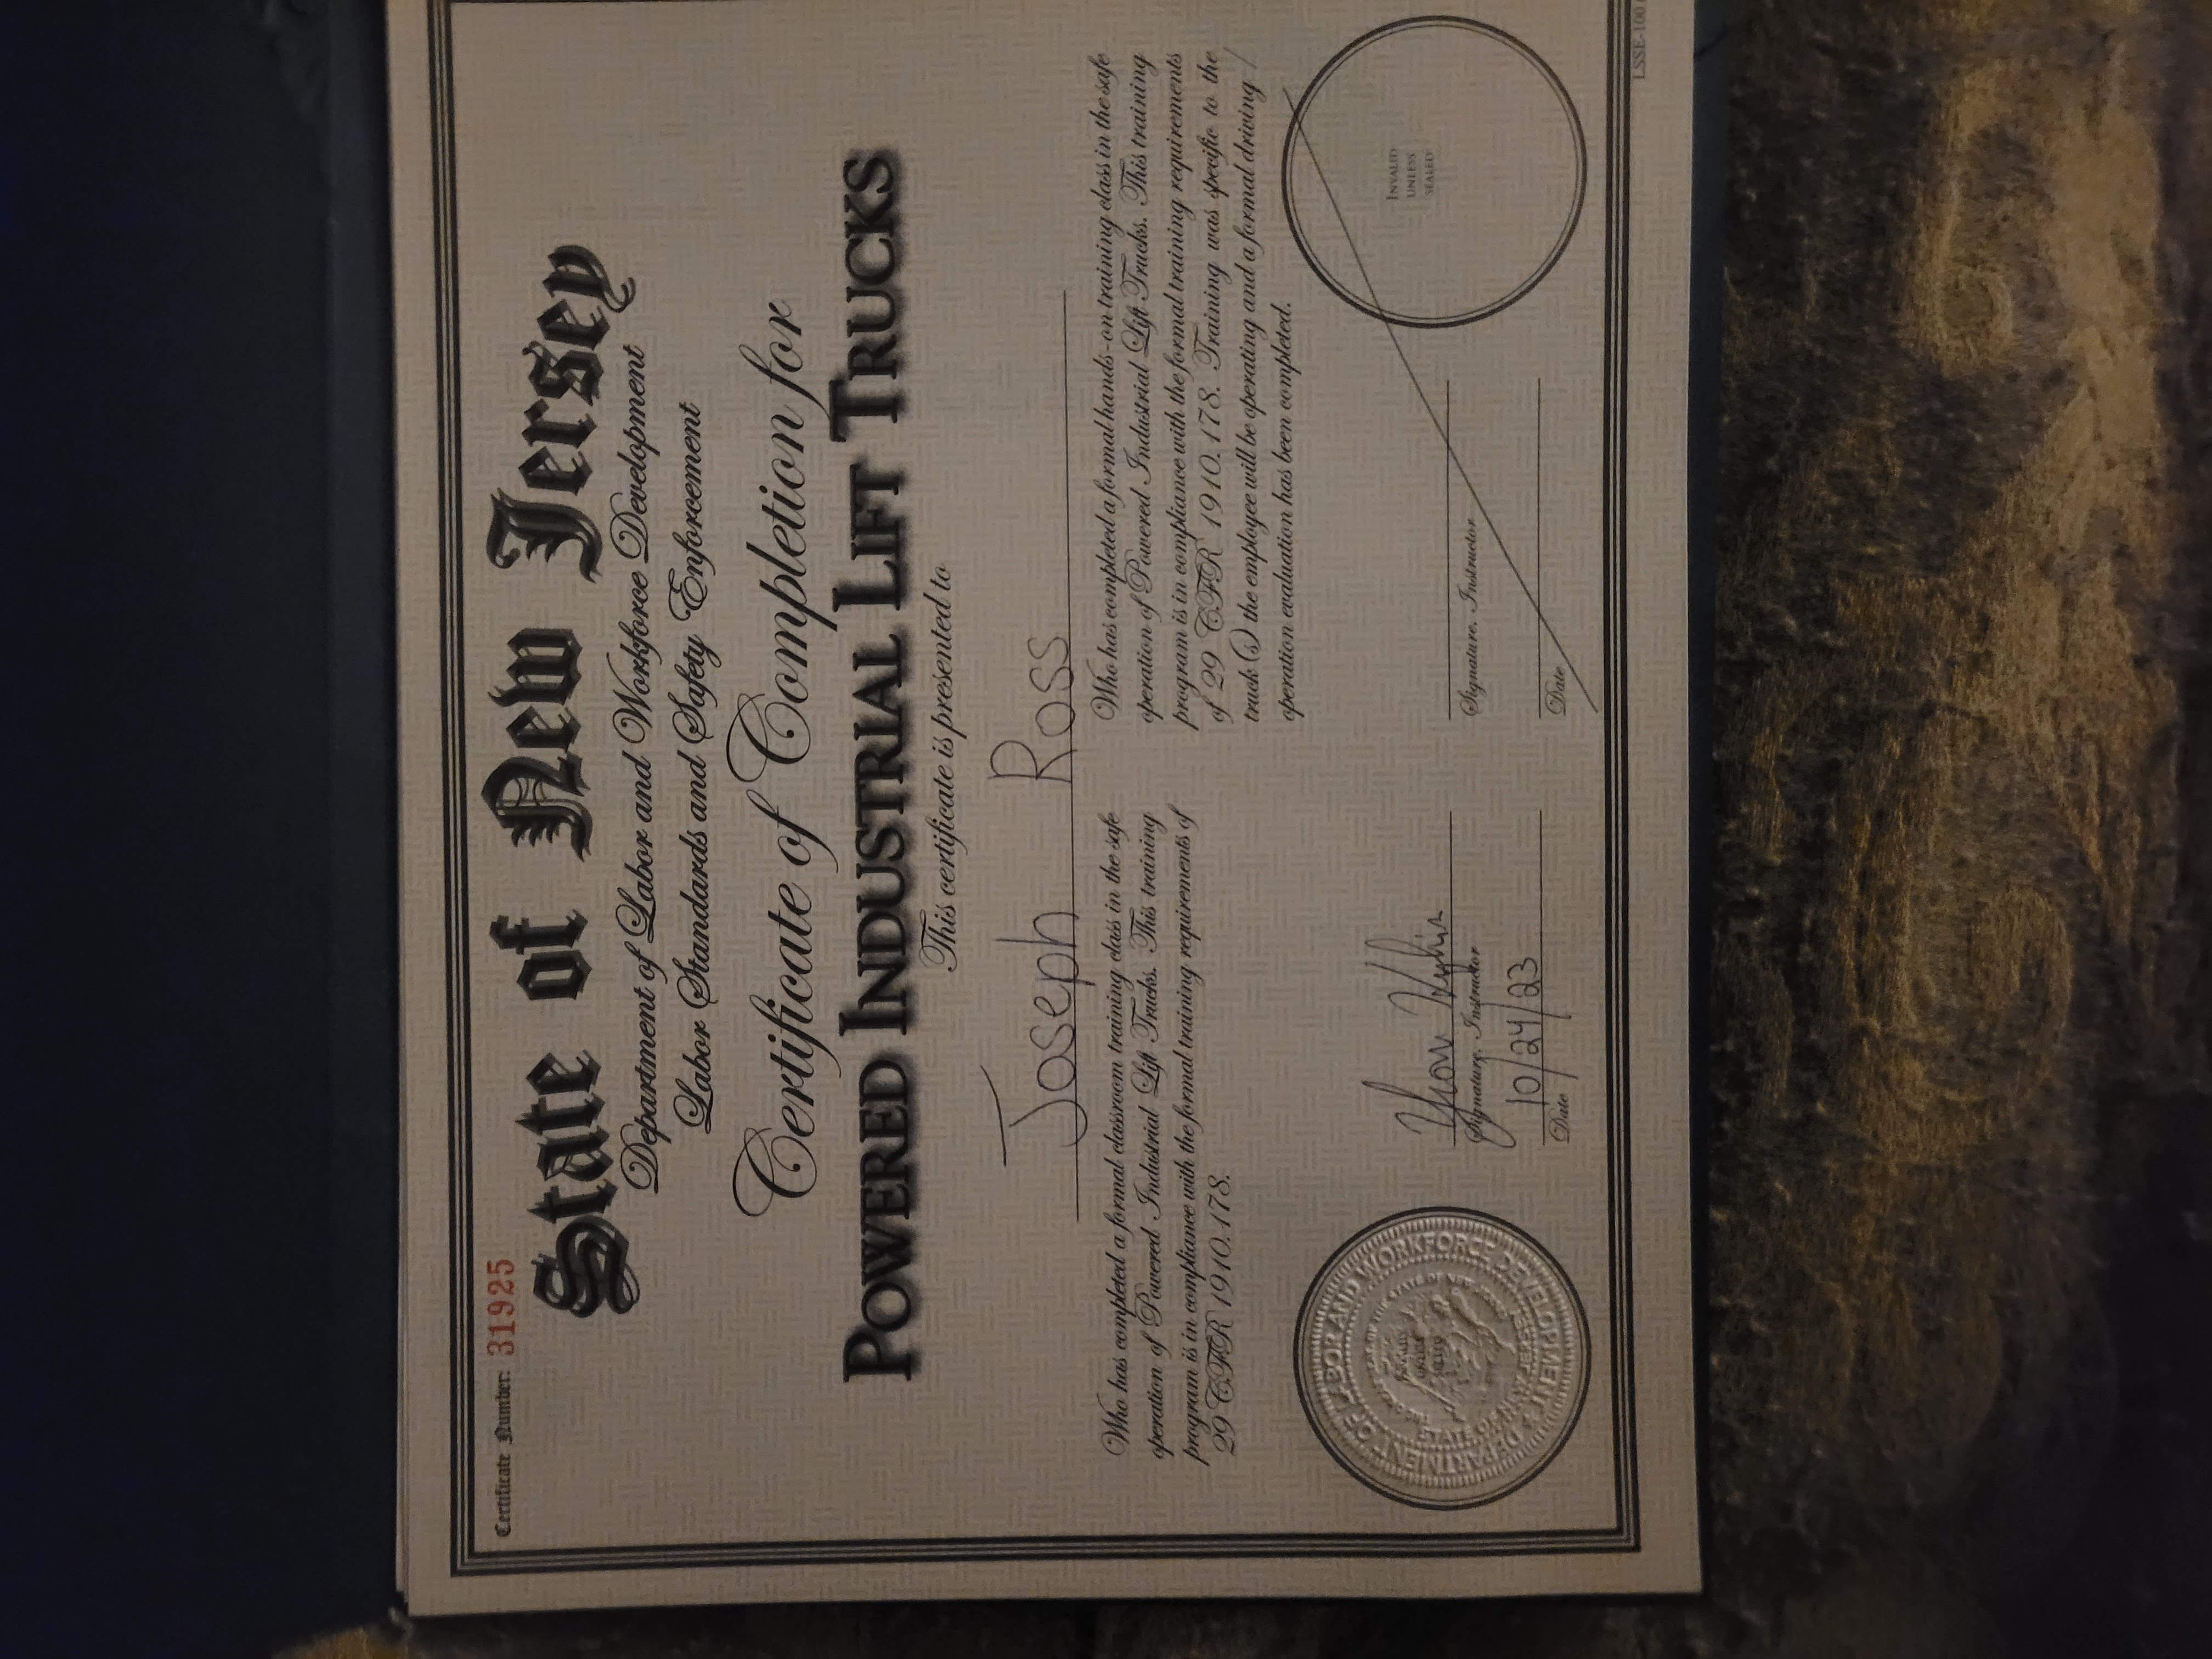 Certificate Number: 31925
State of New Jersey
Department of Labor and Workforce Development
Labor Standards and Safety Enforcement
Certificate of Completion for
POWERED INDUSTRIAL LIFT TRUCKS
This certificate is presented to
Joseph Ross
Who has completed a formal classroom training class in the safe
operation of Powered Industrial Lift Trucks. This training
program is in compliance with the formal training requirements of
29 CFR 1910.178.
Who has completed a formal hands-on training class in the safe
operation of Powered Industrial Lift Trucks. This training
program is in compliance with the formal training requirements
of 29 CFR 1910.178. Training was specific to the
truck (s) the employee will be operating and a formal driving /
operation evaluation has been completed.
DEPARTMENT OF LABOR AND WORKFORCE DEVELOPMENT
Signature, Instructor
10/24/23
Date
Signature, Instructor
Date
INVALID
UNLESS
SEALED